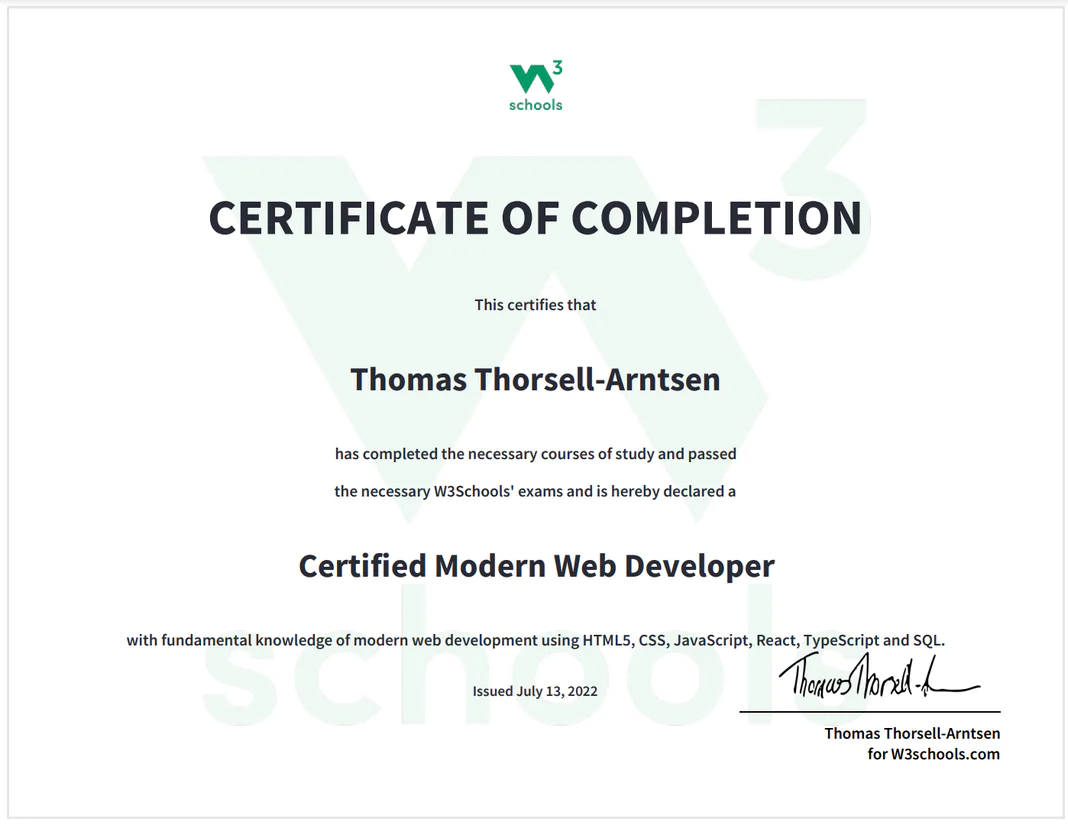 W3
schools
CERTIFICATE OF COMPLETION
This certifies that
Thomas Thorsell-Arntsen
has completed the necessary courses of study and passed
the necessary W3Schools' exams and is hereby declared a
Certified Modern Web Developer
with fundamental knowledge of modern web development using HTML5, CSS, JavaScript, React, TypeScript and SQL.
Issued July 13, 2022
Thomas Thorsell-A
Thomas Thorsell-Arntsen
for W3schools.com
W3
schools